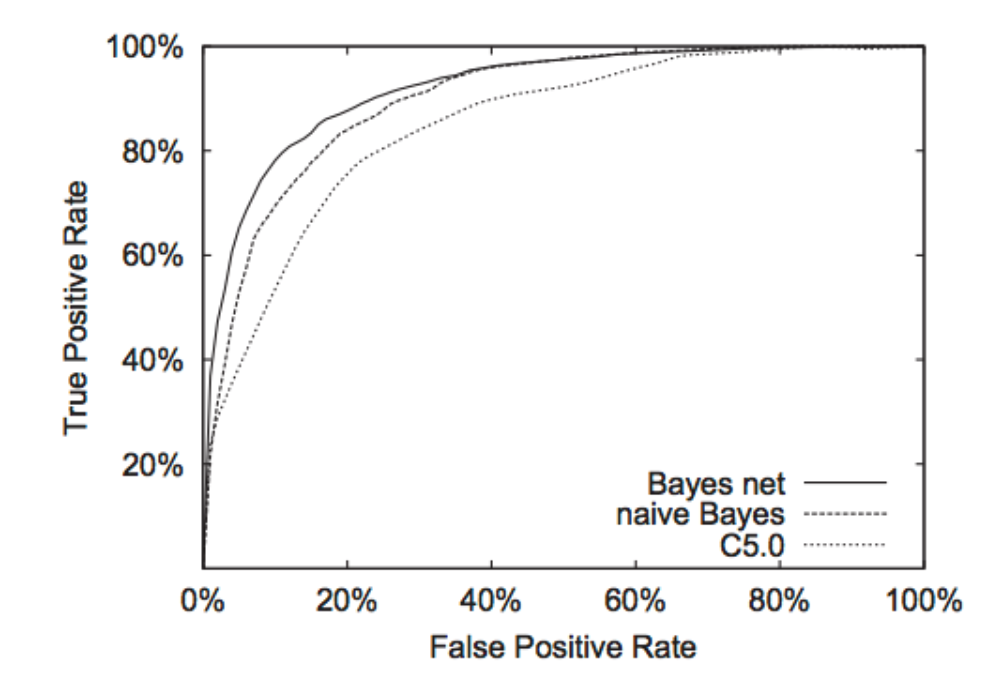 100%
80%
60%
40%
20%
True Positive Rate
Bayes net
naive Bayes
C5.0
0% 20% 40% 60% 80% 100%
False Positive Rate